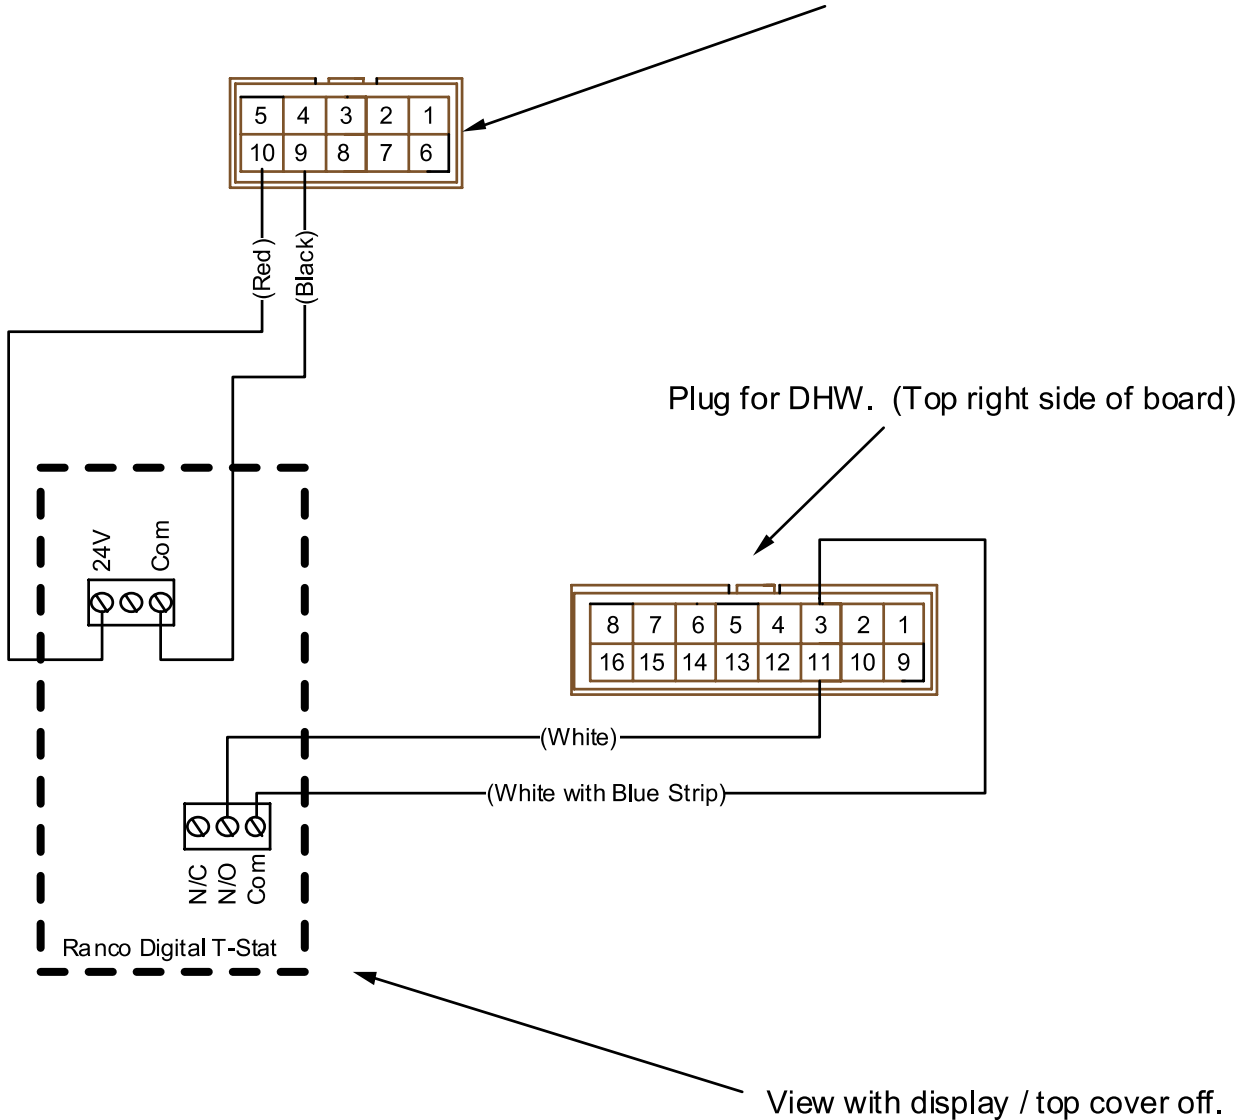 5 4 3 2 1
10 9 8 7 6
(Red)
(Black)
Plug for DHW. (Top right side of board)
24V
Com
8 7 6 5 4 3 2 1
16 15 14 13 12 11 10 9
(White)
(White with Blue Strip)
N/C
N/O
Com
Ranco Digital T-Stat
View with display / top cover off.